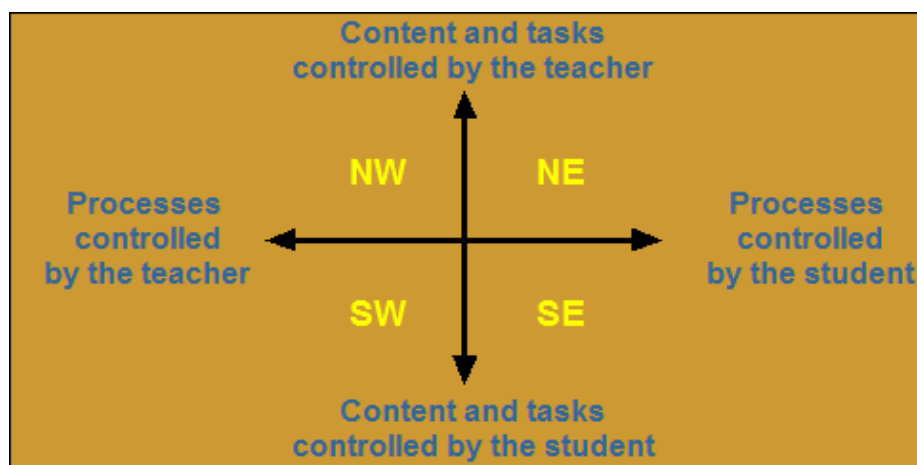 Content and tasks
controlled by the teacher
NW
NE
Processes
controlled
by the teacher
Processes
controlled
by the student
SW
SE
Content and tasks
controlled by the student